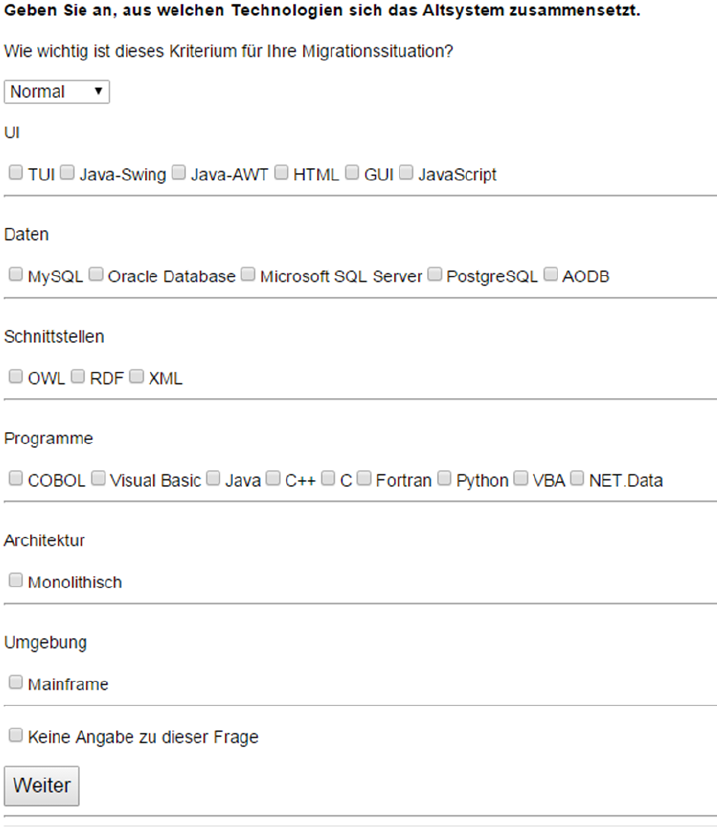 Geben Sie an, aus welchen Technologien sich das Altsystem zusammensetzt.
Wie wichtig ist dieses Kriterium für Ihre Migrationssituation?
Normal
UI
TUI Java-Swing Java-AWT HTML GUI JavaScript
Daten
MySQL Oracle Database Microsoft SQL Server PostgreSQL AODB
Schnittstellen
OWL RDF XML
Programme
COBOL Visual Basic Java C++ C Fortran Python VBA NET.Data
Architektur
Monolithisch
Umgebung
Mainframe
Keine Angabe zu dieser Frage
Weiter